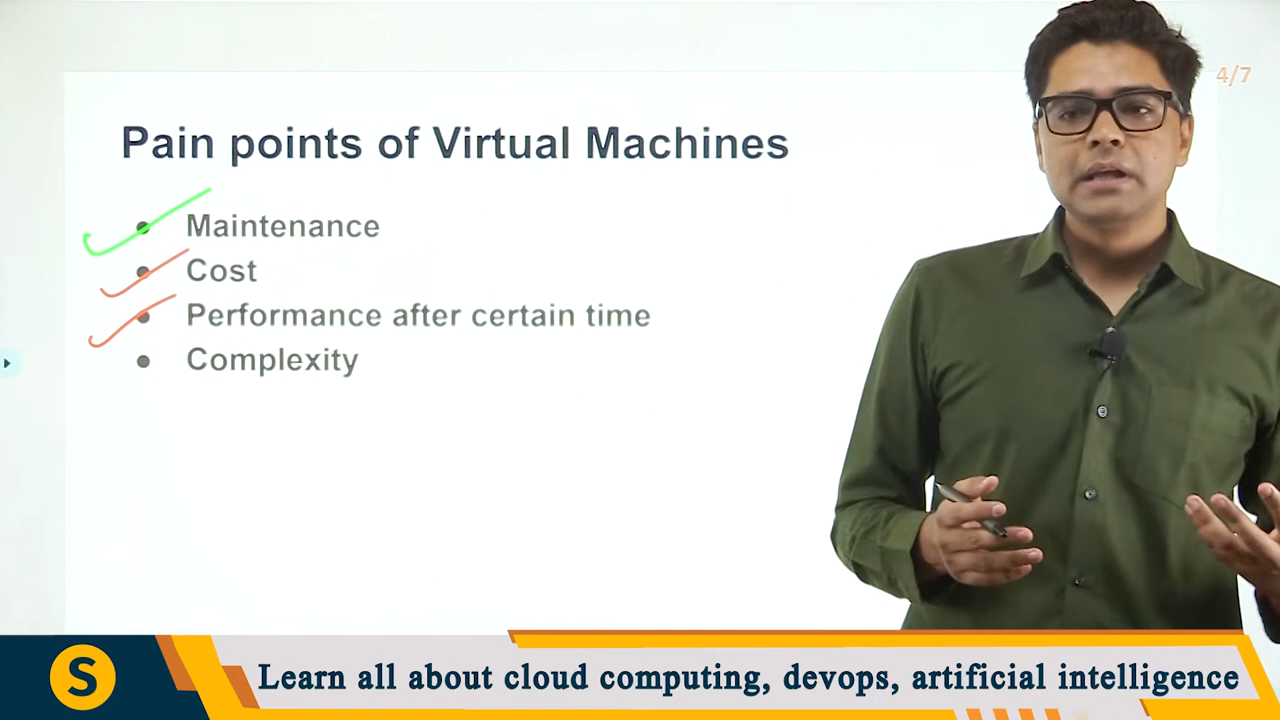 4/7
Pain points of Virtual Machines
Maintenance
Cost
Performance after certain time
Complexity
S
Learn all about cloud computing, devops, artificial intelligence